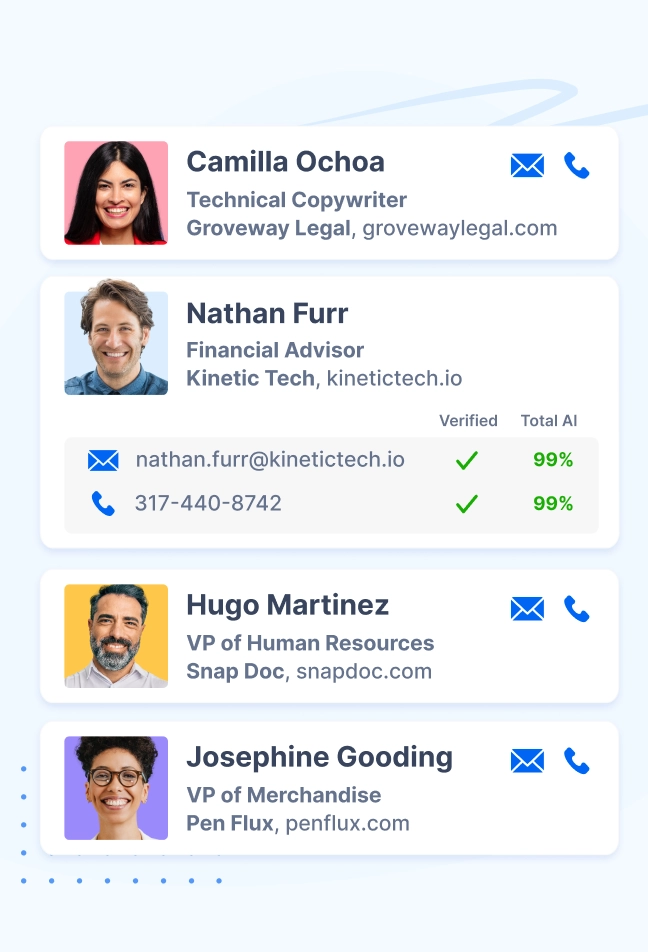 Camilla Ochoa
Technical Copywriter
Groveway Legal, grovewaylegal.com
Nathan Furr
Financial Advisor
Kinetic Tech, kinetictech.io
Verified Total AI
nathan.furr@kinetictech.io 99%
317-440-8742 99%
Hugo Martinez
VP of Human Resources
Snap Doc, snapdoc.com
Josephine Gooding
VP of Merchandise
Pen Flux, penflux.com